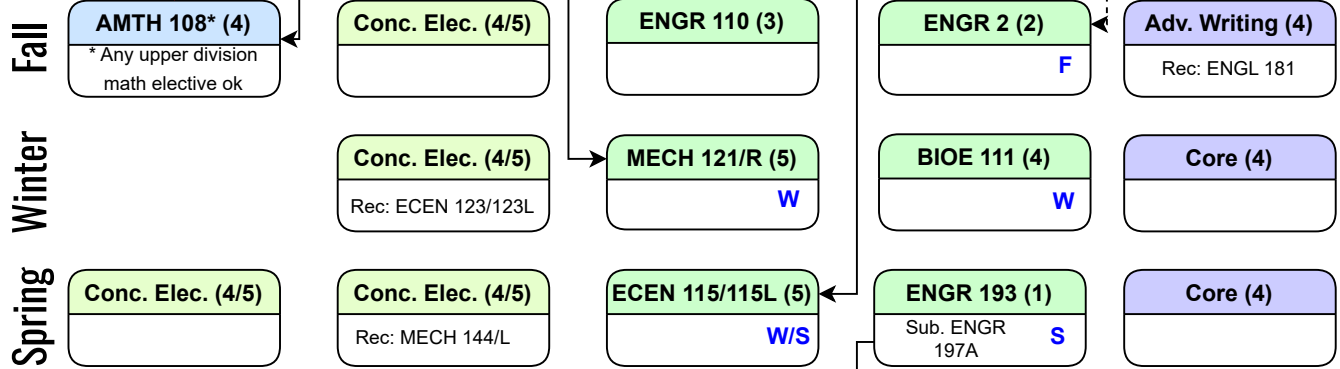 Fall
AMTH 108* (4)
* Any upper division
math elective ok
Conc. Elec. (4/5)
ENGR 110 (3)
ENGR 2 (2)
F
Adv. Writing (4)
Rec: ENGL 181
Winter
Conc. Elec. (4/5)
Rec: ECEN 123/123L
MECH 121/R (5)
W
BIOE 111 (4)
W
Core (4)
Spring
Conc. Elec. (4/5)
Conc. Elec. (4/5)
Rec: MECH 144/L
ECEN 115/115L (5)
W/S
ENGR 193 (1)
Sub. ENGR
197A
S
Core (4)